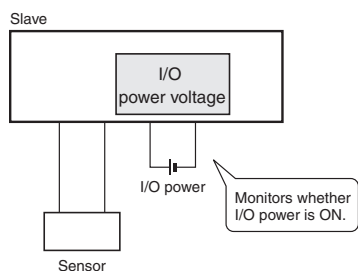 Slave
I/O
power voltage
I/O power
Monitors whether
I/O power is ON.
Sensor